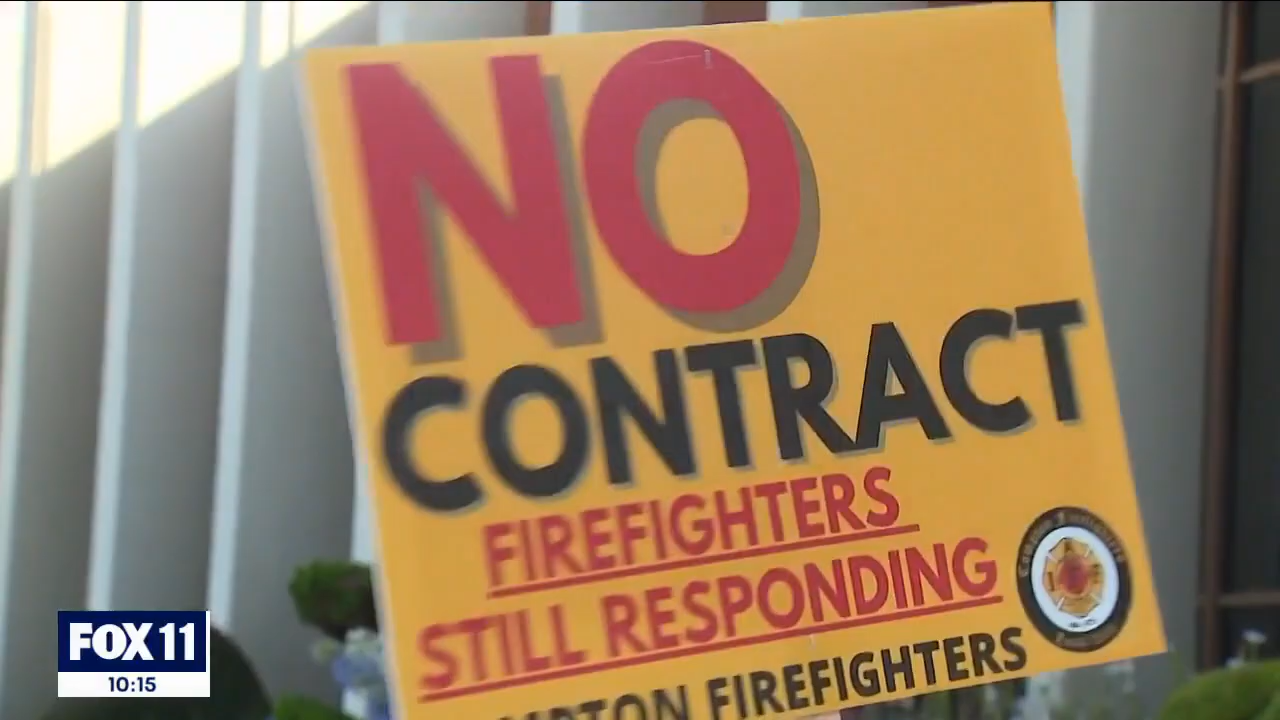 NO
CONTRACT
FIREFIGHTERS
STILL RESPONDING
FIREFIGHTERS
FOX 11
10:15